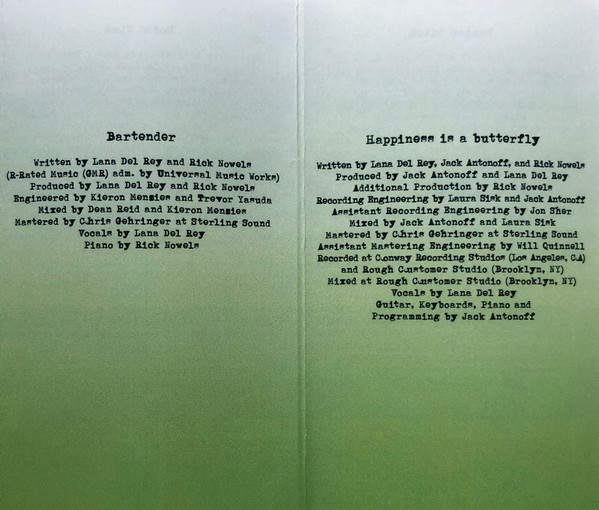 Bartender
Written by Lana Del Rey and Rick Nowels
(R-Rated Music (GMR) adm. by Universal Music Works)
Produced by Lana Del Rey and Rick Nowels
Engineered by Kieron Menzies and Trevor Yasuda
Mixed by Dean Reid and Kieron Menzies
Mastered by Chris Gehringer at Sterling Sound
Vocals by Lana Del Rey
Piano by Rick Nowels
Happiness is a butterfly
Written by Lana Del Rey, Jack Antonoff, and Rick Nowels
Produced by Jack Antonoff and Lana Del Rey
Additional Production by Rick Nowels
Recording Engineering by Laura Sisk and Jack Antonoff
Assistant Recording Engineering by Jon Sher
Mixed by Jack Antonoff and Laura Sisk
Mastered by Chris Gehringer at Sterling Sound
Assistant Mastering Engineering by Will Quinnell
Recorded at Conway Recording Studios (Los Angeles, CA)
and Rough Customer Studio (Brooklyn, NY)
Mixed at Rough Customer Studio (Brooklyn, NY)
Vocals by Lana Del Rey
Guitar, Keyboards, Piano and
Programming by Jack Antonoff